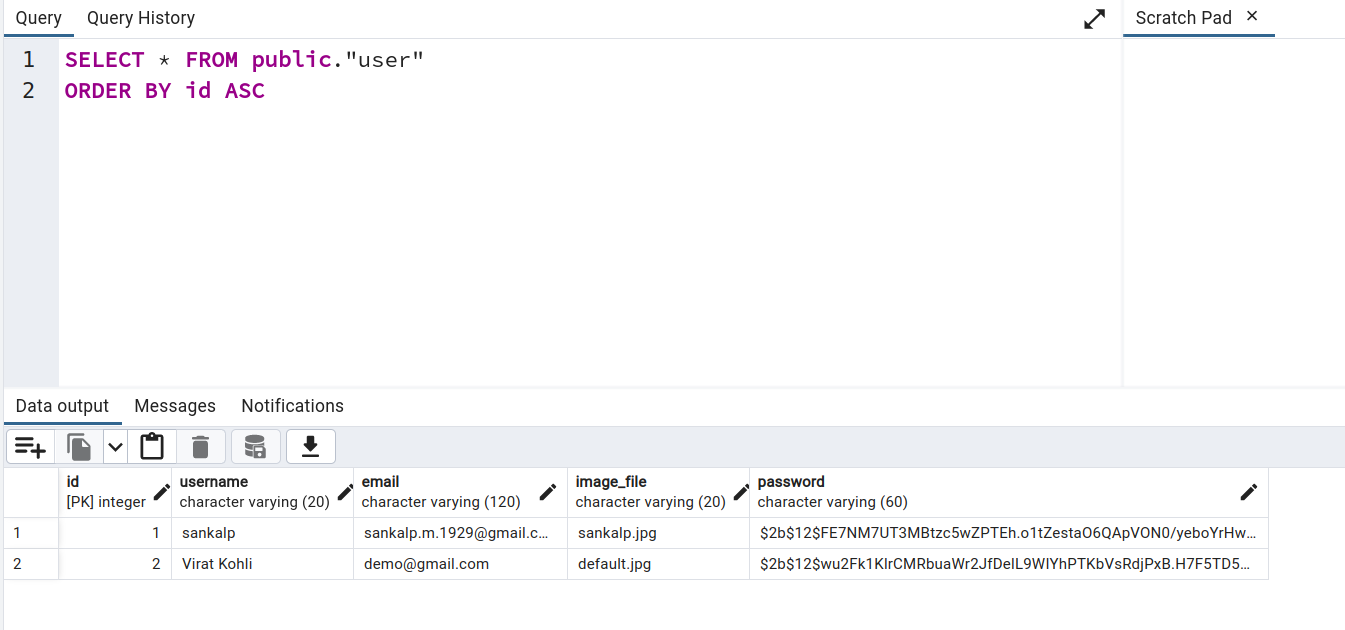 Query Query History Scratch Pad ×
1 SELECT * FROM public."user"
2 ORDER BY id ASC
Data output Messages Notifications
id username email image_file password
[PK] integer character varying (20) character varying (120) character varying (20) character varying (60)
1 1 sankalp sankalp.m.1929@gmail.c... sankalp.jpg $2b$12$FE7NM7UT3MBtzc5wZPTEh.o1tZestaO6QApVON0/yeboYrHw...
2 2 Virat Kohli demo@gmail.com default.jpg $2b$12$wu2Fk1KlrCMRbuaWr2JfDelL9WIYhPTKbVsRdjPxB.H7F5TD5...